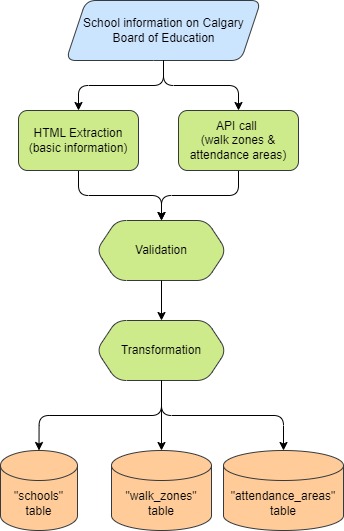 School information on Calgary
Board of Education
HTML Extraction
(basic information)
API call
(walk zones &
attendance areas)
Validation
Transformation
"schools"
table
"walk_zones"
table
"attendance_areas"
table